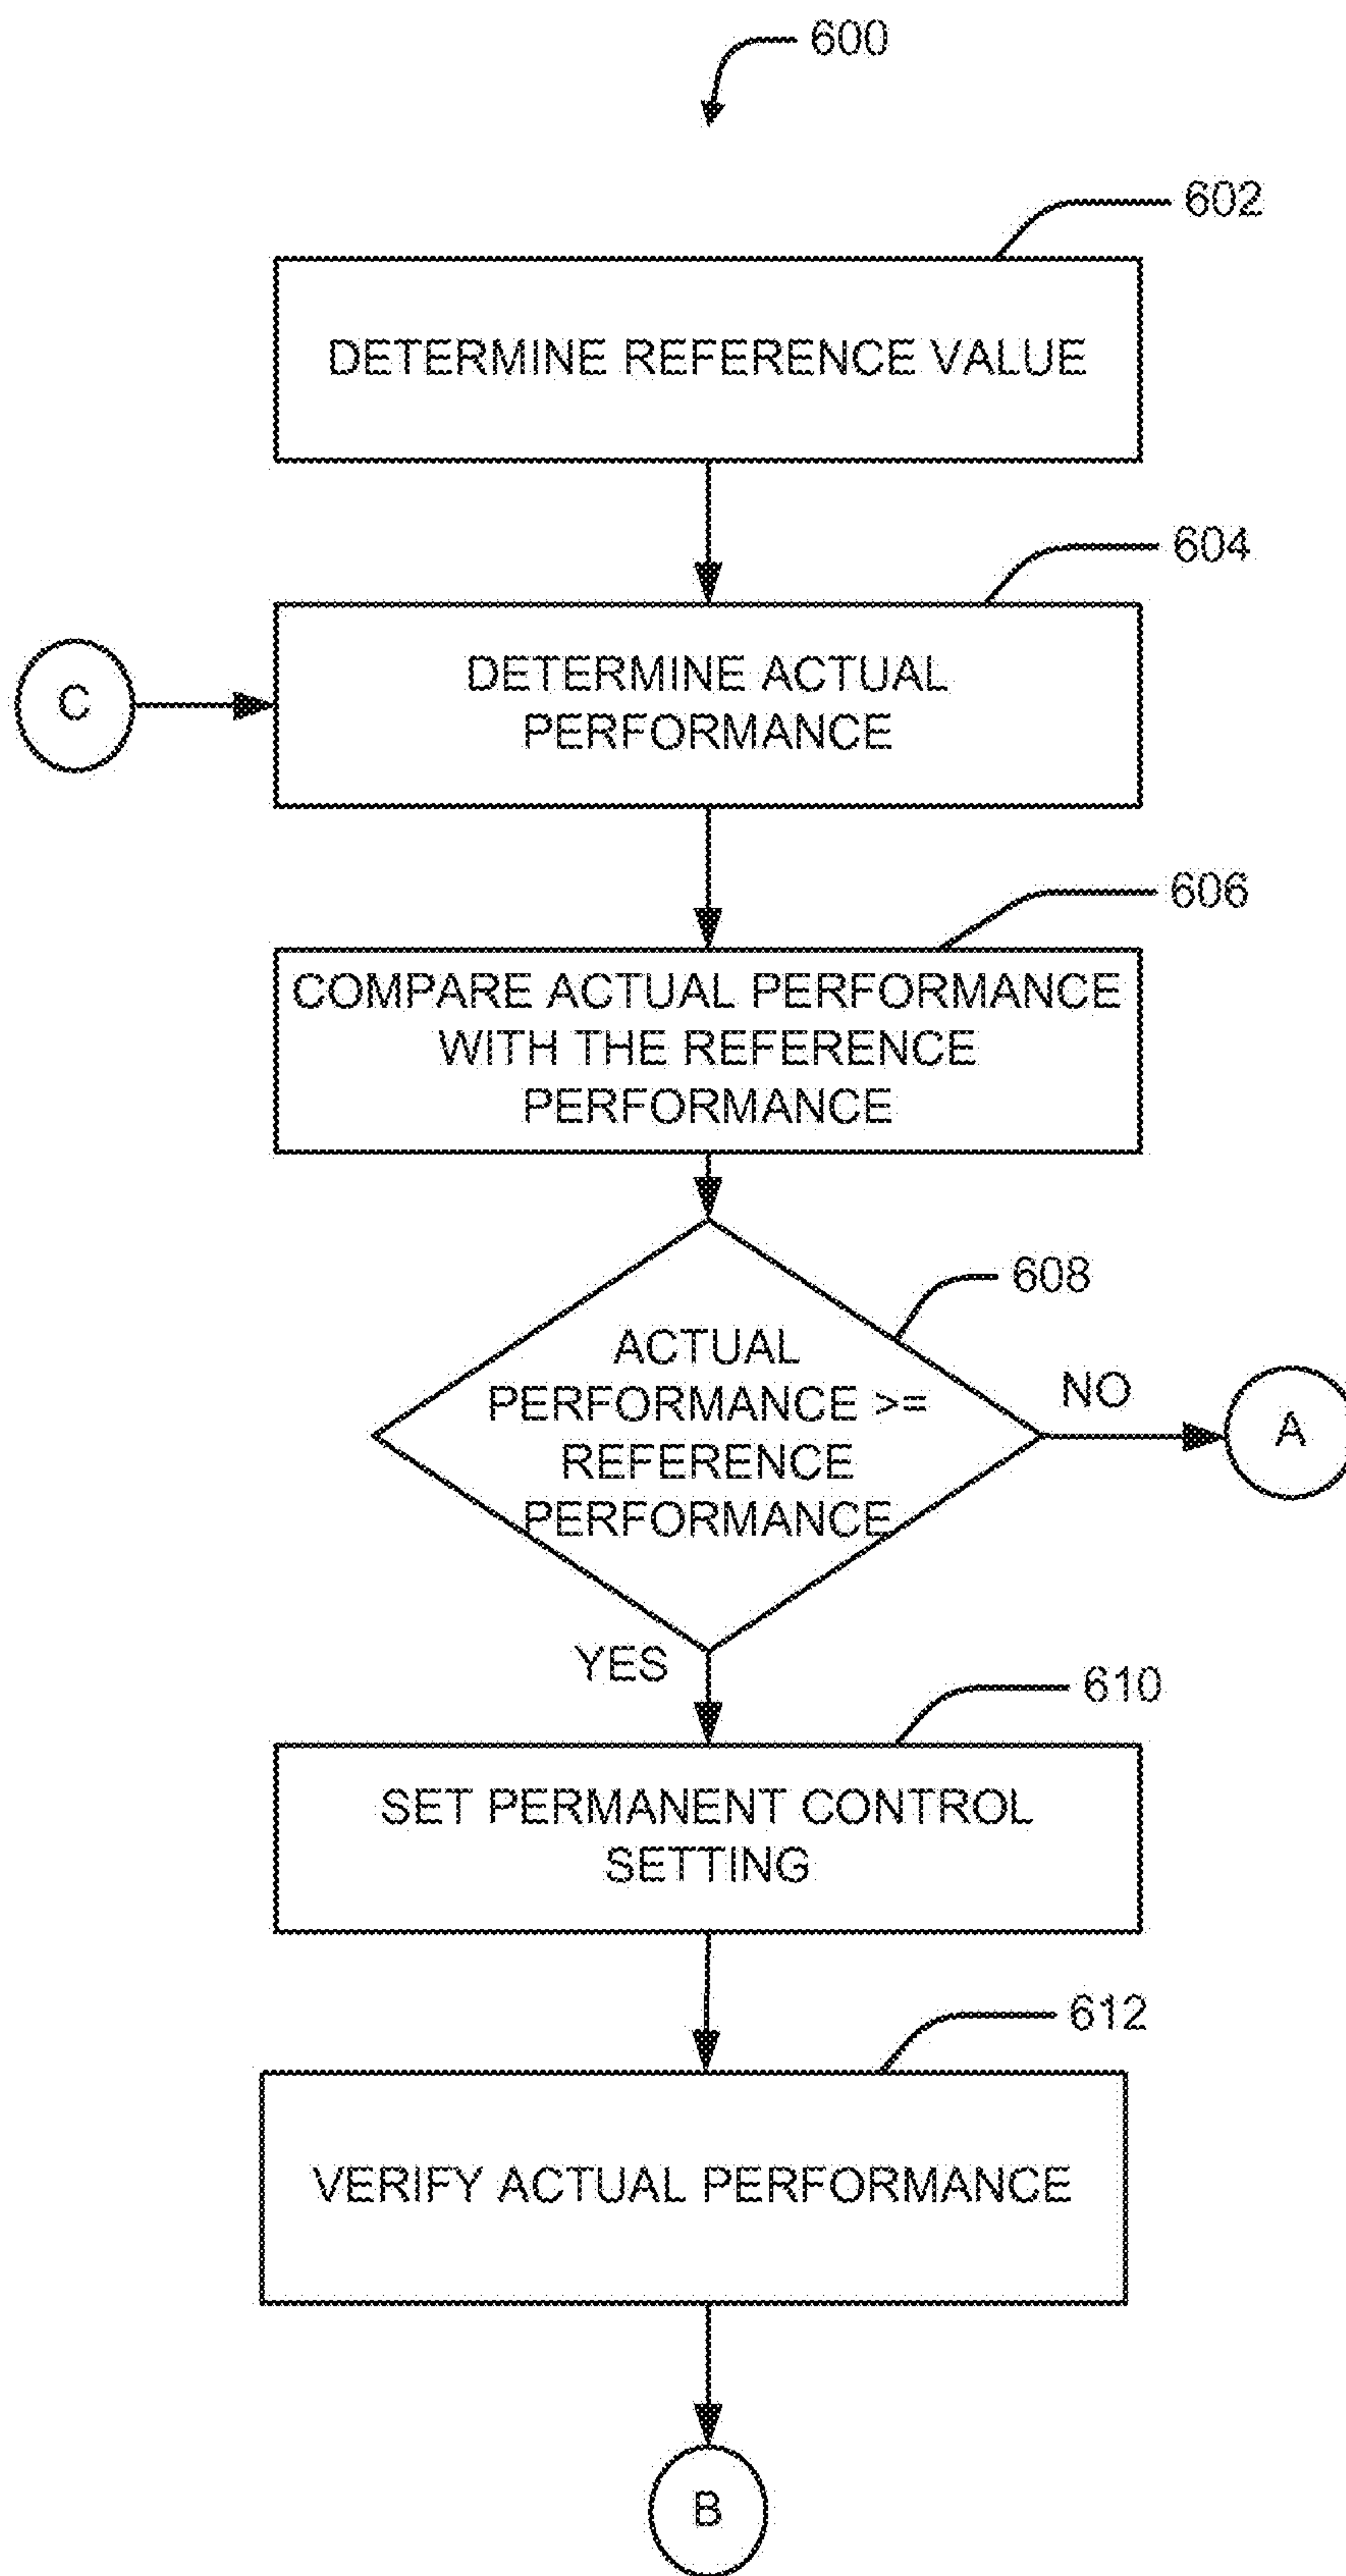 600
602
DETERMINE REFERENCE VALUE
604
C
DETERMINE ACTUAL
PERFORMANCE
606
COMPARE ACTUAL PERFORMANCE
WITH THE REFERENCE
PERFORMANCE
608
ACTUAL
PERFORMANCE >=
REFERENCE
PERFORMANCE
NO
A
YES
610
SET PERMANENT CONTROL
SETTING
612
VERIFY ACTUAL PERFORMANCE
B